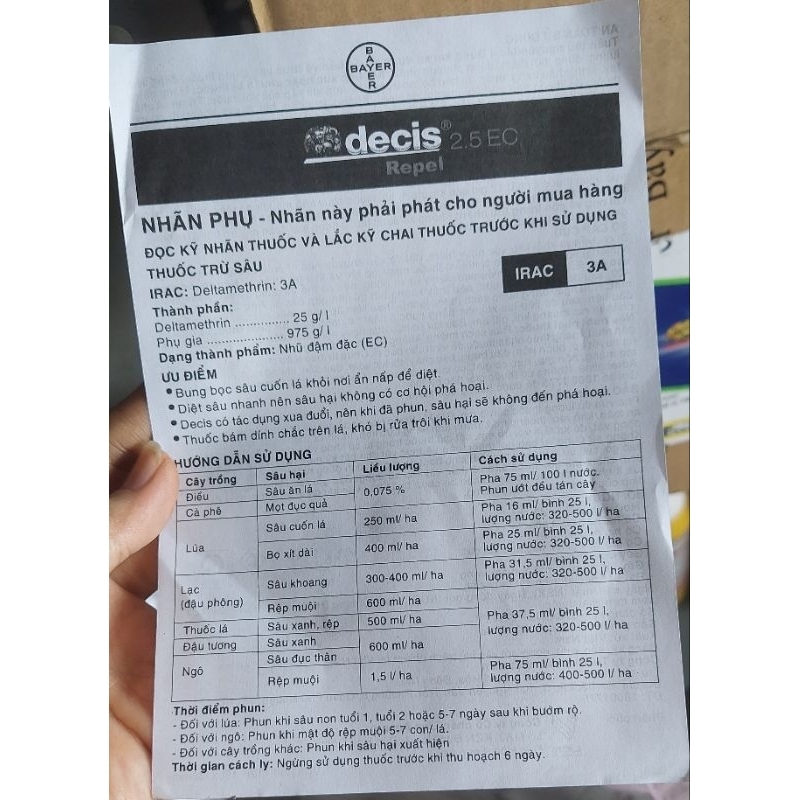 BAYER
BAYER
decis® 2.5 EC
Repel
NHÃN PHỤ - Nhãn này phải phát cho người mua hàng
ĐỌC KỸ NHÃN THUỐC VÀ LẮC KỸ CHAI THUỐC TRƯỚC KHI SỬ DỤNG
THUỐC TRỪ SÂU
IRAC: Deltamethrin: 3A
IRAC 3A
Thành phần:
Deltamethrin ............... 25 g/ l
Phụ gia ...................... 975 g/ l
Dạng thành phẩm: Nhũ đậm đặc (EC)
ƯU ĐIỂM
• Bung bọc sâu cuốn lá khỏi nơi ẩn nấp để diệt.
• Diệt sâu nhanh nên sâu hại không có cơ hội phá hoại.
• Decis có tác dụng xua đuổi, nên khi đã phun, sâu hại sẽ không đến phá hoại.
• Thuốc bám dính chắc trên lá, khó bị rửa trôi khi mưa.
HƯỚNG DẪN SỬ DỤNG
Cây trồng Sâu hại Liều lượng Cách sử dụng
Điều Sâu ăn lá 0,075 % Pha 75 ml/ 100 l nước.
Cà phê Mọt đục quả Phun ướt đều tán cây
Lúa Sâu cuốn lá 250 ml/ ha Pha 16 ml/ bình 25 l,
lượng nước: 320-500 l/ ha
Bọ xít dài 400 ml/ ha Pha 25 ml/ bình 25 l,
lượng nước: 320-500 l/ ha
Lạc
(đậu phông) Sâu khoang 300-400 ml/ ha Pha 31,5 ml/ bình 25 l,
lượng nước: 320-500 l/ ha
Rệp muội 600 ml/ ha Pha 37,5 ml/ bình 25 l,
lượng nước: 320-500 l/ ha
Thuốc lá Sâu xanh, rệp 500 ml/ ha
Đậu tương Sâu xanh 600 ml/ ha
Ngô Sâu đục thân
Rệp muội 1,5 l/ ha Pha 75 ml/ bình 25 l,
lượng nước: 400-500 l/ ha
Thời điểm phun:
- Đối với lúa: Phun khi sâu non tuổi 1, tuổi 2 hoặc 5-7 ngày sau khi bướm rộ.
- Đối với ngô: Phun khi mật độ rệp muội 5-7 con/ lá.
- Đối với cây trồng khác: Phun khi sâu hại xuất hiện
Thời gian cách ly: Ngừng sử dụng thuốc trước khi thu hoạch 6 ngày.